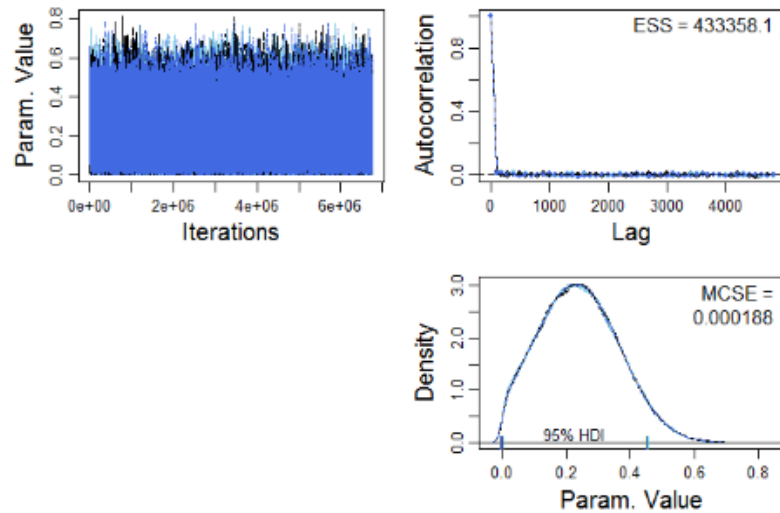 Param. Value
0.0 0.2 0.4 0.6 0.8
0e+00 2e+06 6e+06
Iterations
Autocorrelation
0.0 0.4 0.8
ESS = 433358.1
0 1000 2000 3000 4000
Lag
Density
0.0 1.0 2.0 3.0
MCSE =
0.000188
95% HDI
0.0 0.2 0.4 0.6 0.8
Param. Value